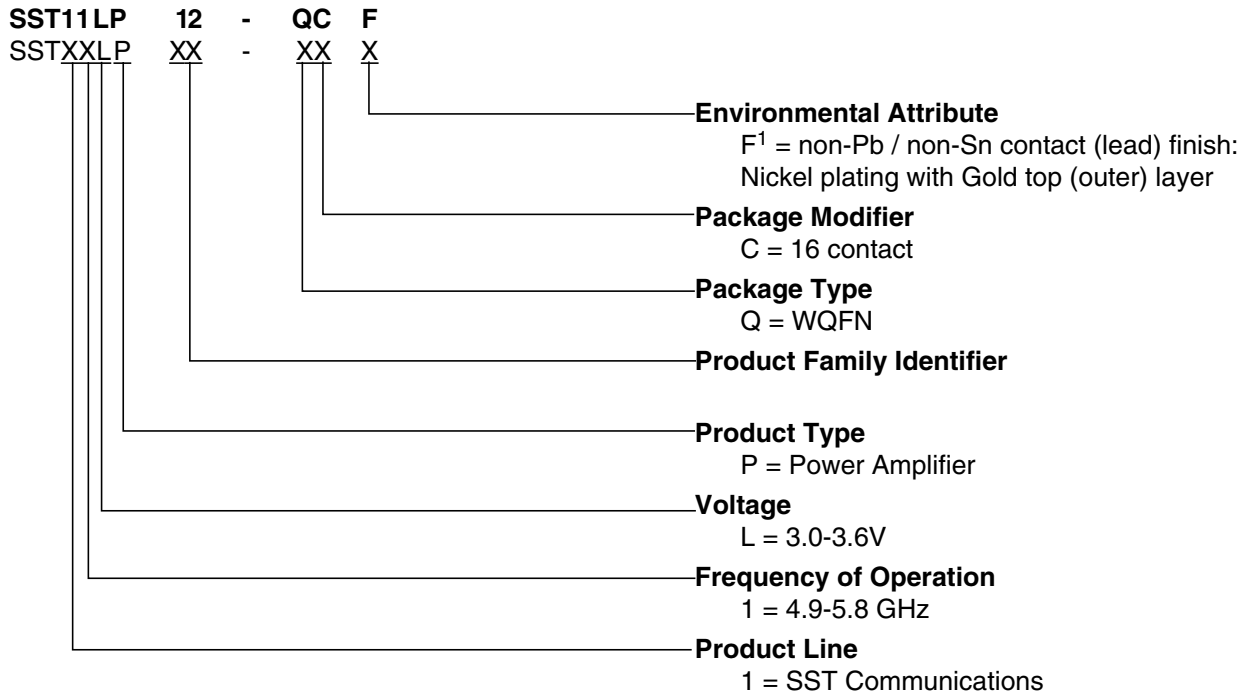 SST11LP 12 - QC F
SSTXXLP XX - XX X
Environmental Attribute
F1 = non-Pb / non-Sn contact (lead) finish:
Nickel plating with Gold top (outer) layer
Package Modifier
C = 16 contact
Package Type
Q = WQFN
Product Family Identifier
Product Type
P = Power Amplifier
Voltage
L = 3.0-3.6V
Frequency of Operation
1 = 4.9-5.8 GHz
Product Line
1 = SST Communications